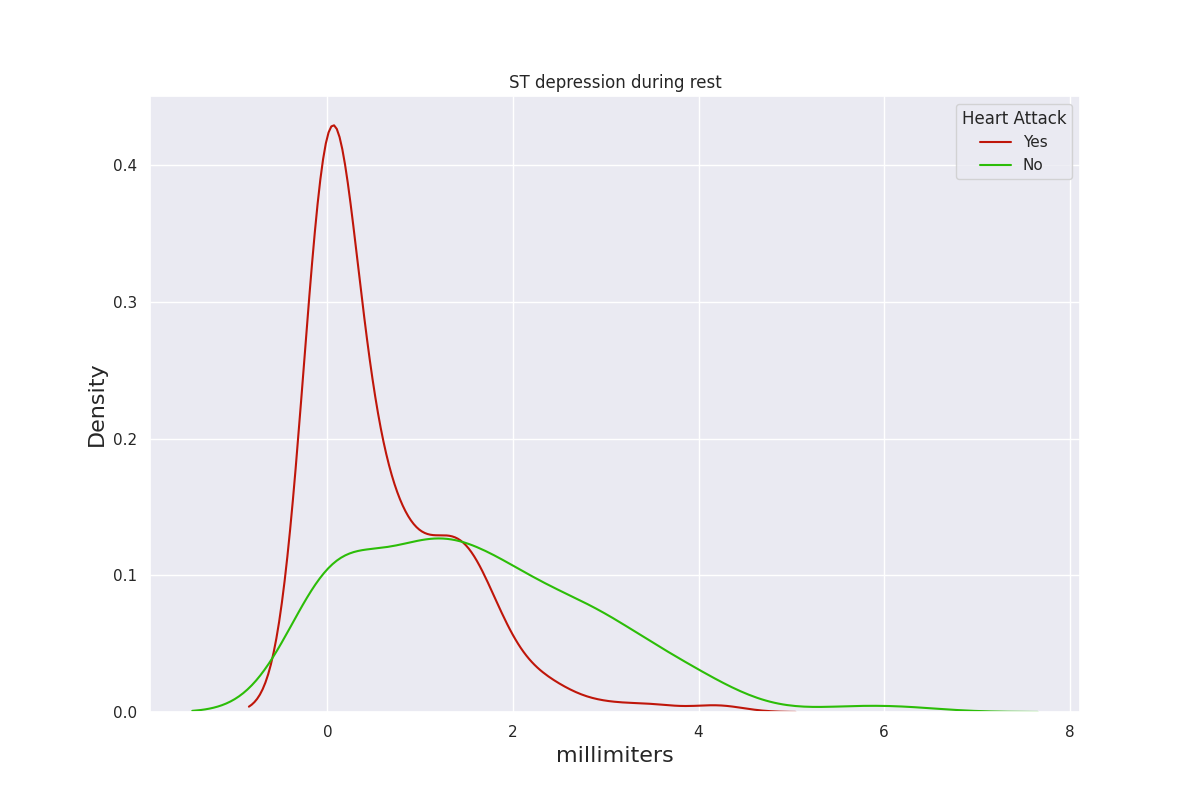 ST depression during rest
Heart Attack
Yes
No
0.4
0.3
0.2
0.1
0.0
Density
0 2 4 6 8
millimiters